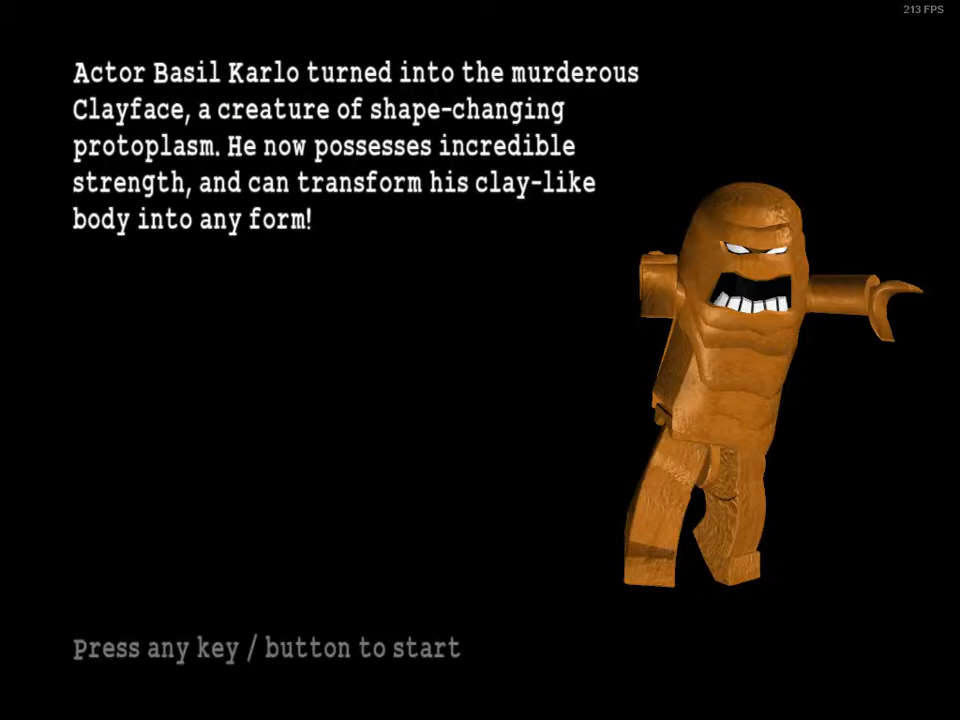 213 FPS
Actor Basil Karlo turned into the murderous
Clayface, a creature of shape-changing
protoplasm. He now possesses incredible
strength, and can transform his clay-like
body into any form!
Press any key / button to start